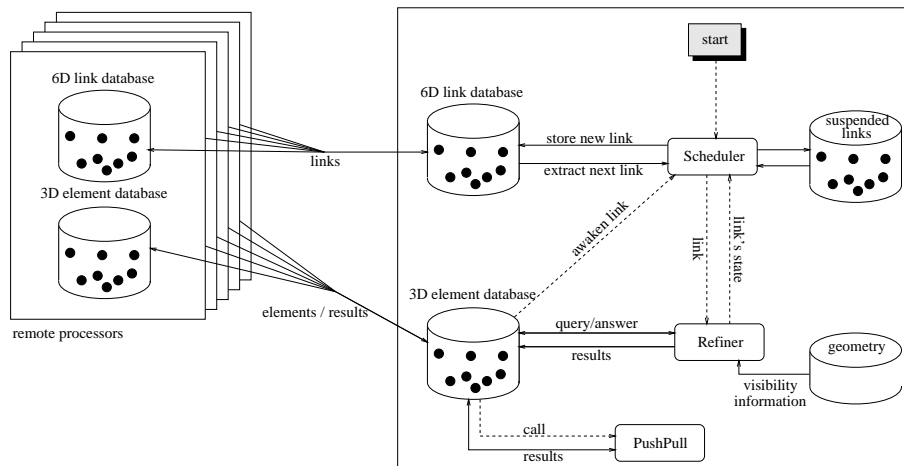 start
6D link database
6D link database
suspended
links
store new link
Scheduler
links
extract next link
3D element database
awaken link
link
link's state
3D element database
elements / results
query/answer
remote processors
Refiner
geometry
results
visibility
information
call
PushPull
results